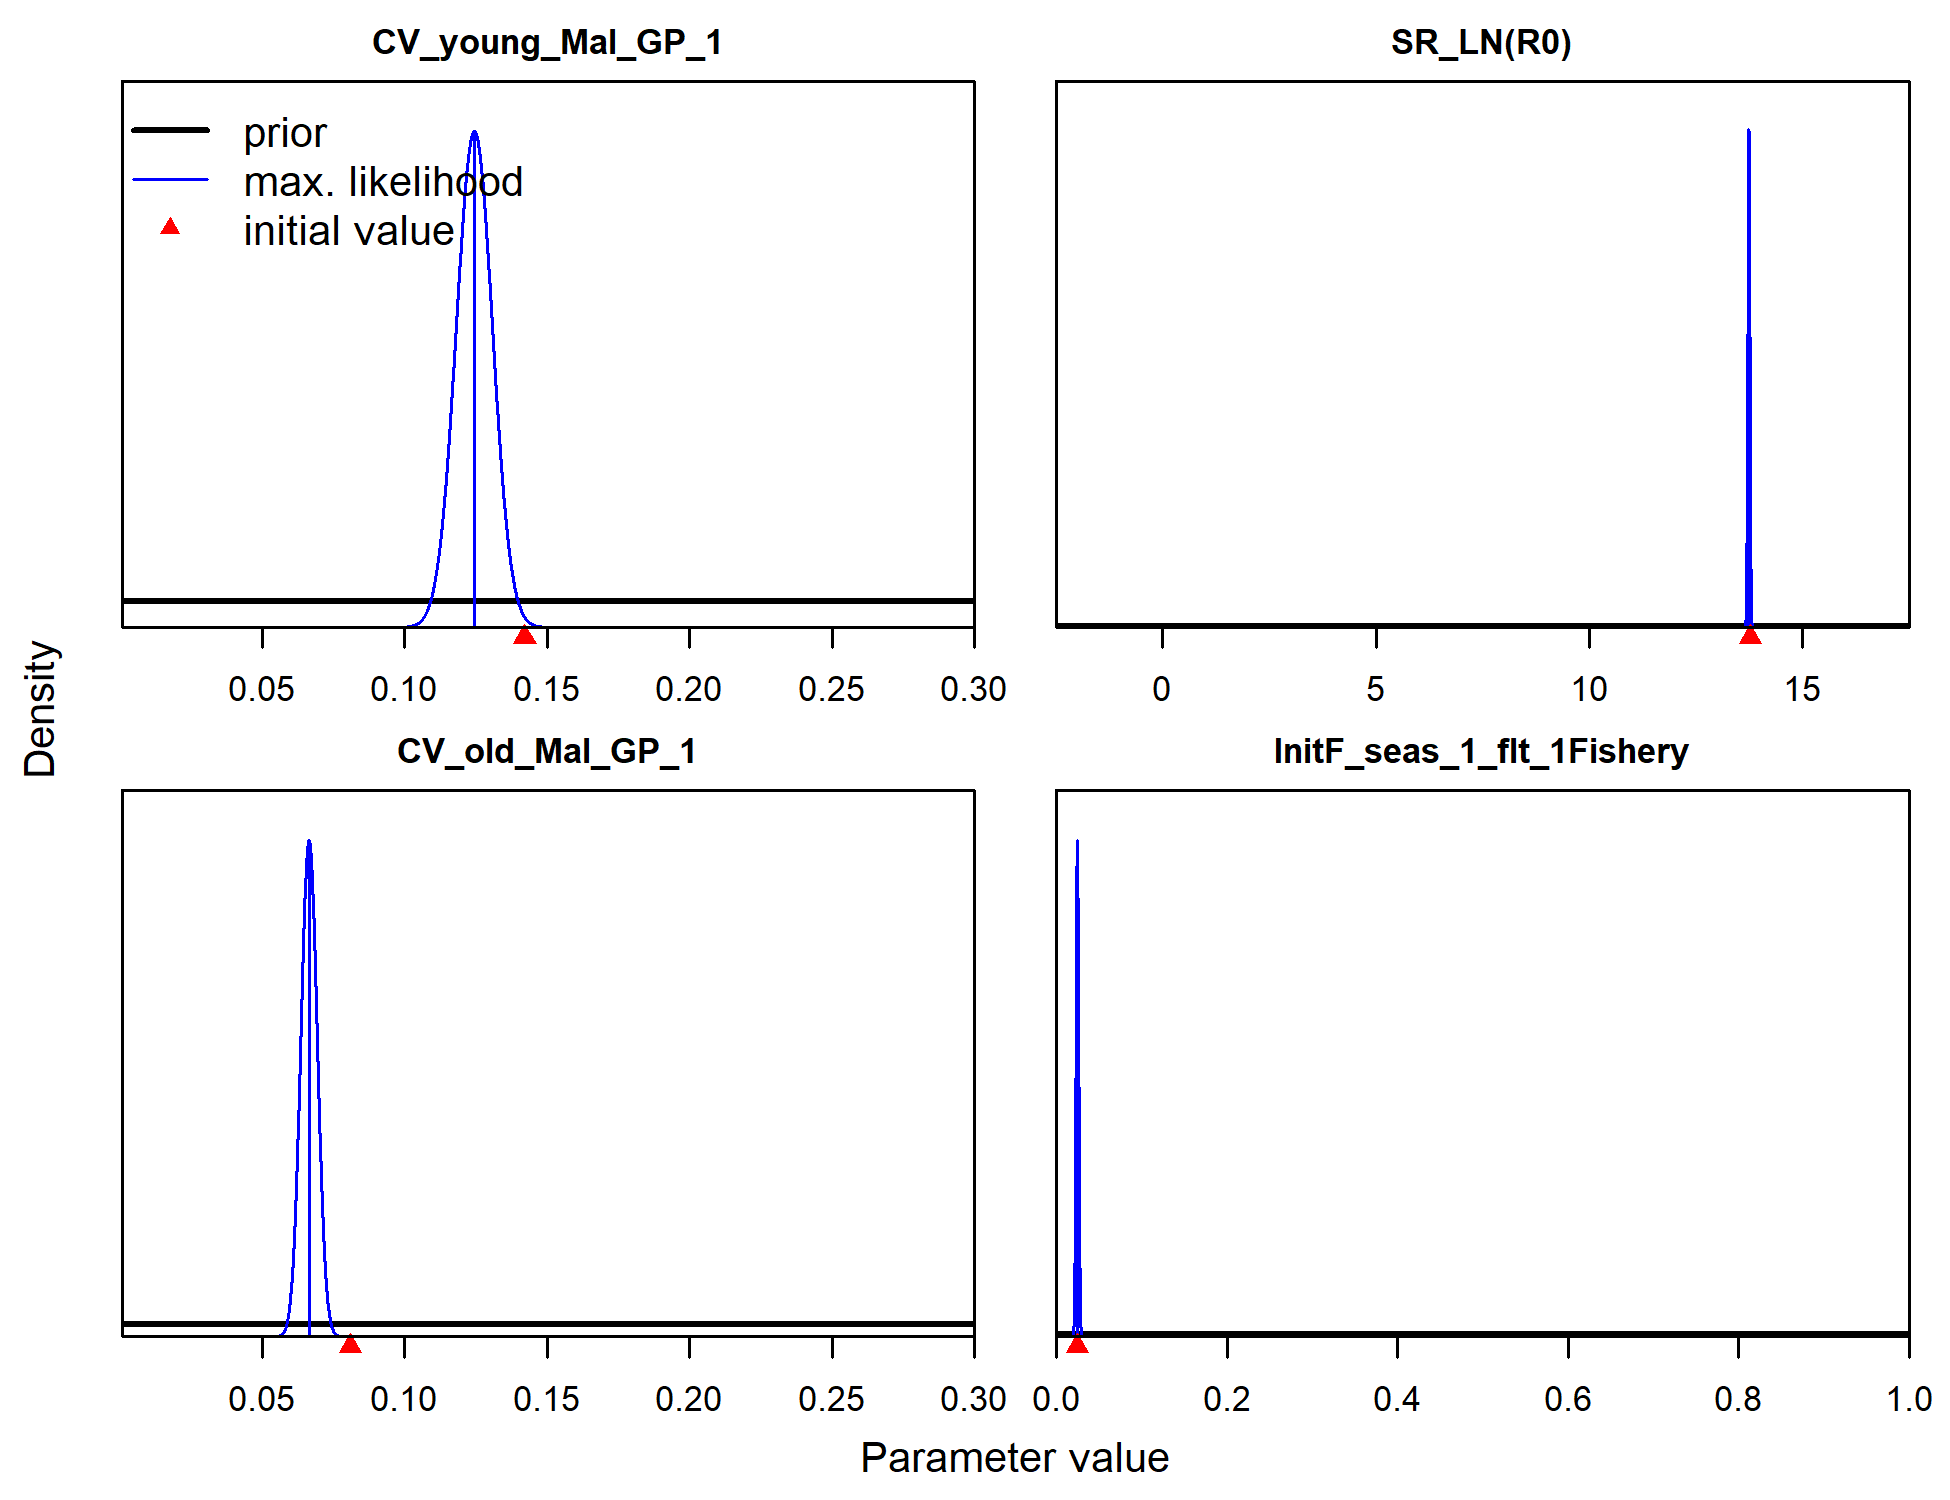 CV_young_Mal_GP_1
prior
max. likelihood
initial value
0.05 0.10 0.15 0.20 0.25 0.30
SR_LN(R0)
0 5 10 15
Density
CV_old_Mal_GP_1
0.05 0.10 0.15 0.20 0.25 0.30
InitF_seas_1_flt_1Fishery
0.0 0.2 0.4 0.6 0.8 1.0
Parameter value